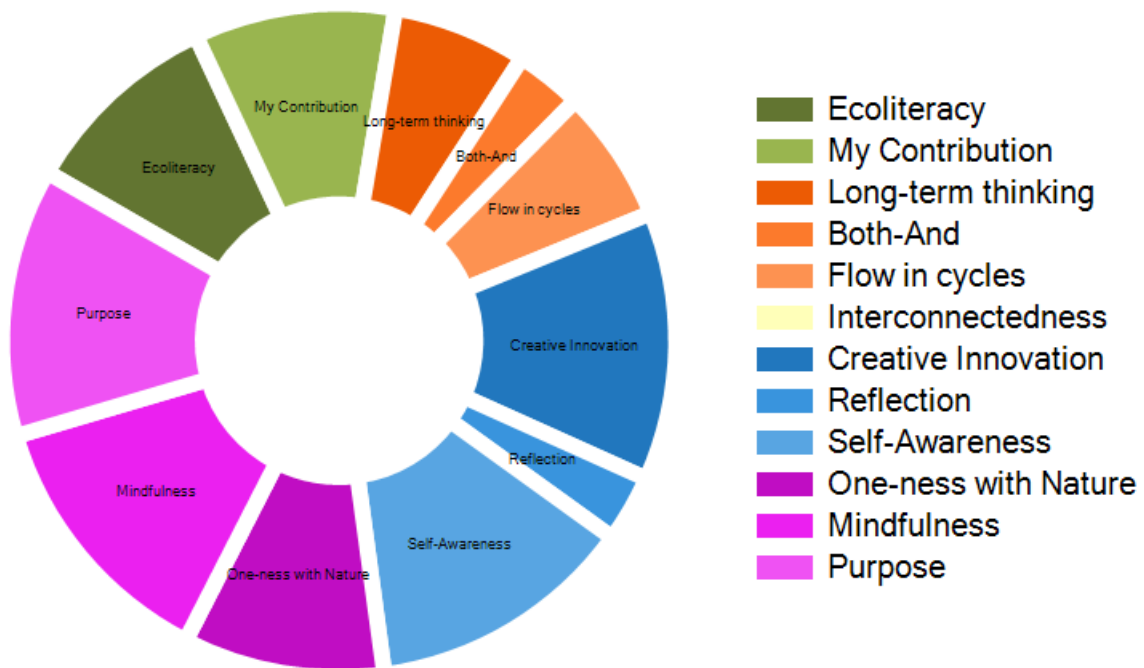 My Contribution
Long-term thinking
Both-And
Ecoliteracy
Flow in cycles
Purpose
Creative Innovation
Mindfulness
Reflection
Self-Awareness
One-ness with Nature
Ecoliteracy
My Contribution
Long-term thinking
Both-And
Flow in cycles
Interconnectedness
Creative Innovation
Reflection
Self-Awareness
One-ness with Nature
Mindfulness
Purpose